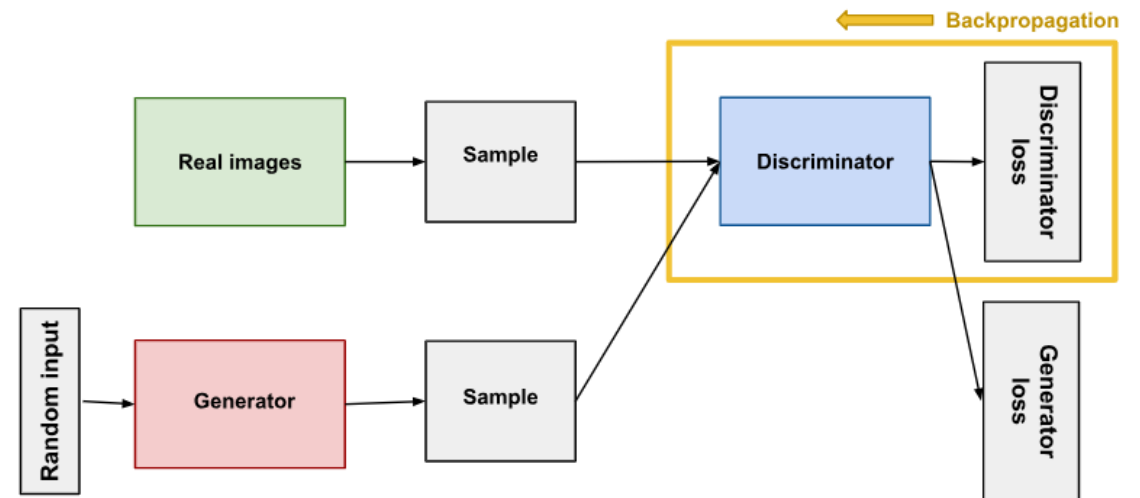 Backpropagation
Real images
Sample
Discriminator
Discriminator
loss
Random input
Generator
Sample
Generator
loss